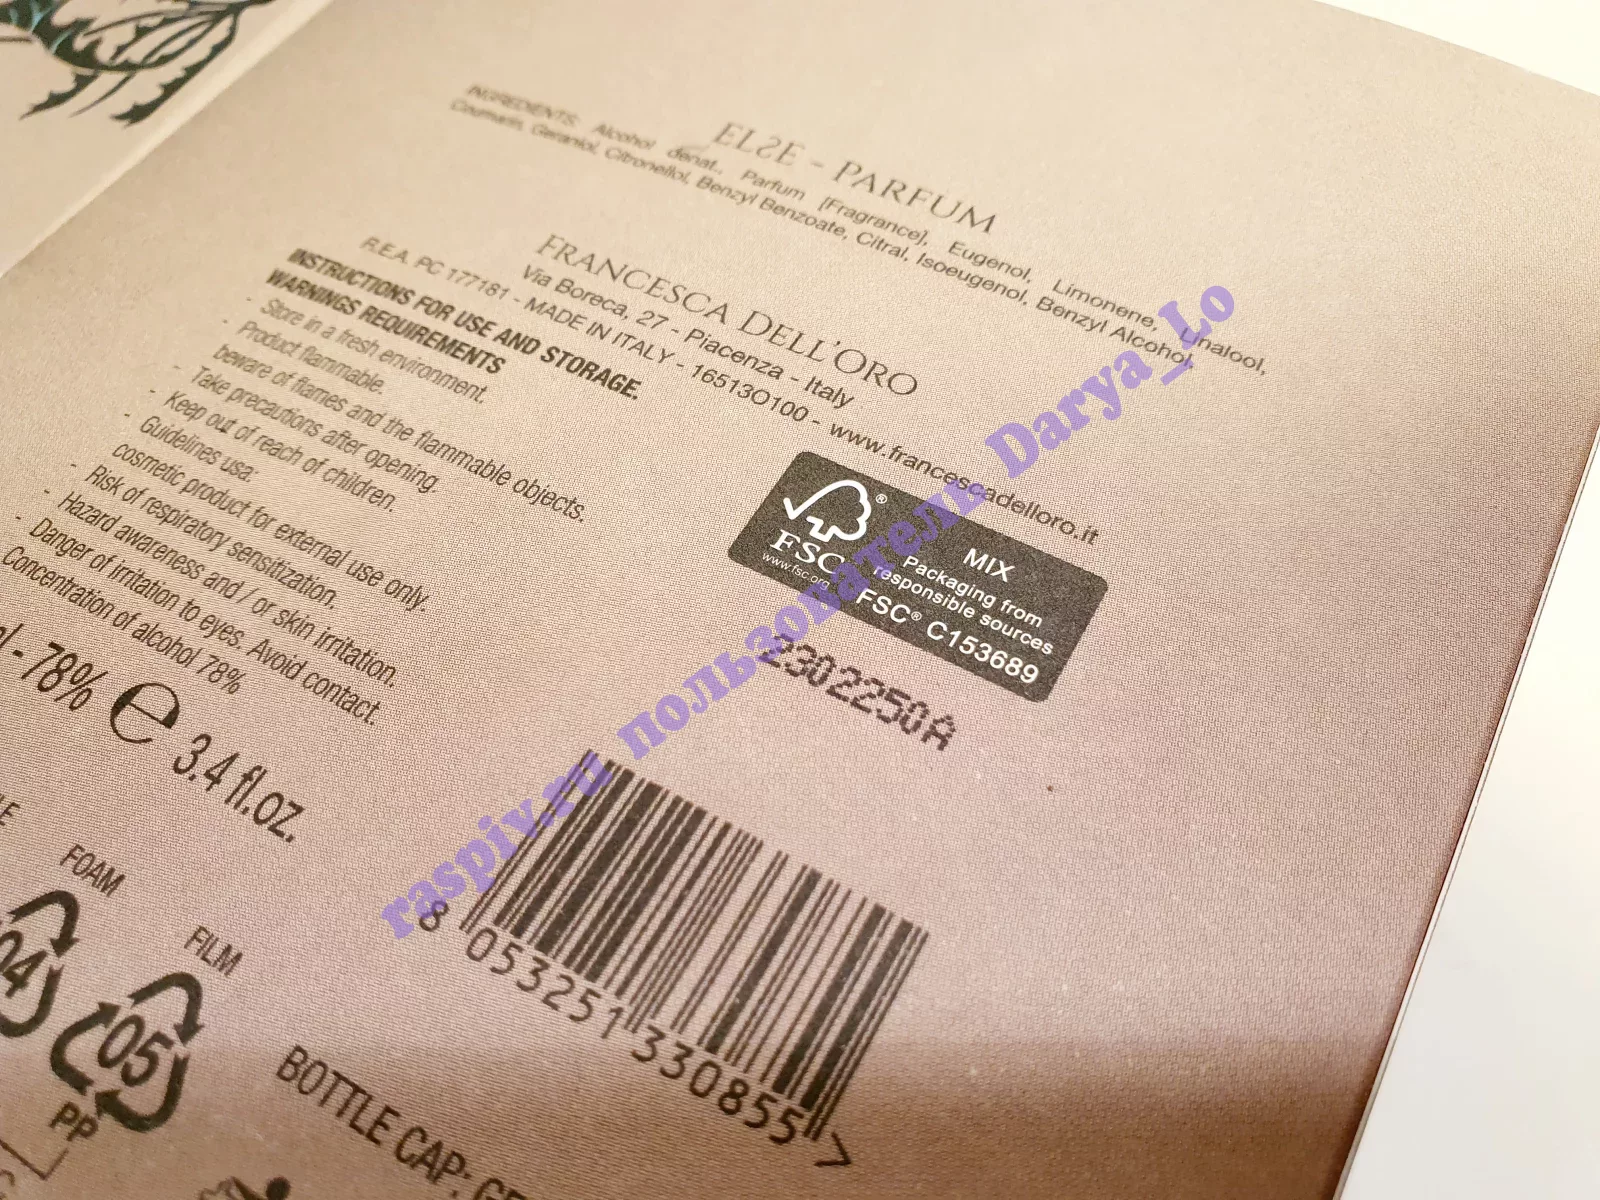 ELSE - PARFUM
INGREDIENTS: Alcohol denat., Parfum [Fragrance], Eugenol, Limonene, Linalool,
Coumarin, Geraniol, Citronellol, Benzyl Benzoate, Citral, Isoeugenol, Benzyl Alcohol,
FRANCESCA DELL'ORO
Via Boreca, 27 - Piacenza - Italy
R.E.A. PC 177181 - MADE IN ITALY - 16513O100 - www.francescadelloro.it
INSTRUCTIONS FOR USE AND STORAGE.
WARNINGS REQUIREMENTS
- Store in a fresh environment.
- Product flammable.
beware of flames and the flammable objects.
- Take precautions after opening.
- Keep out of reach of children.
- Guidelines usa:
cosmetic product for external use only.
- Risk of respiratory sensitization.
- Hazard awareness and / or skin irritation.
- Danger of irritation to eyes. Avoid contact.
Concentration of alcohol 78%
- 78% e 3.4 fl.oz.
FSC®
www.fsc.org
MIX
Packaging from
responsible sources
FSC® C153689
2302250A
8 053251 330855 >
FOAM
04
FILM
05
PP
BOTTLE CAP:
raspiv.ru пользователь Darya_Lo